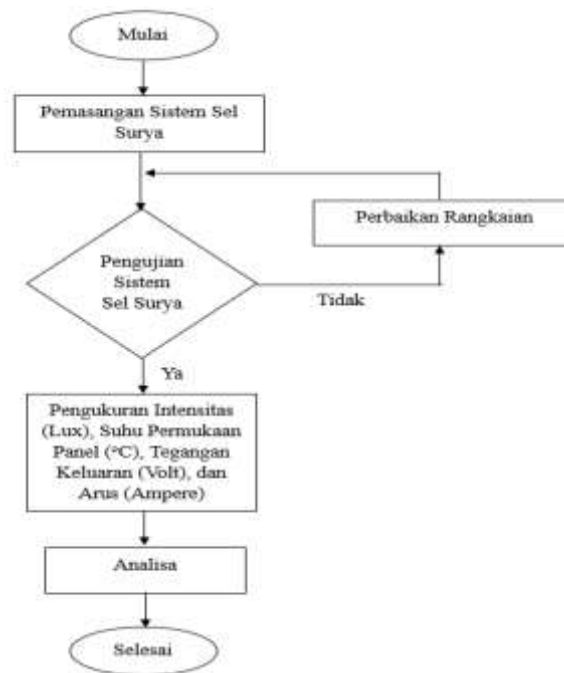 Mulai
Pemasangan Sistem Sel
Surya
Perbaikan Rangkaian
Pengujian
Sistem
Sel Surya
Tidak
Ya
Pengukuran Intensitas
(Lux), Suhu Permukaan
Panel (°C), Tegangan
Keluaran (Volt), dan
Arus (Ampere)
Analisa
Selesai